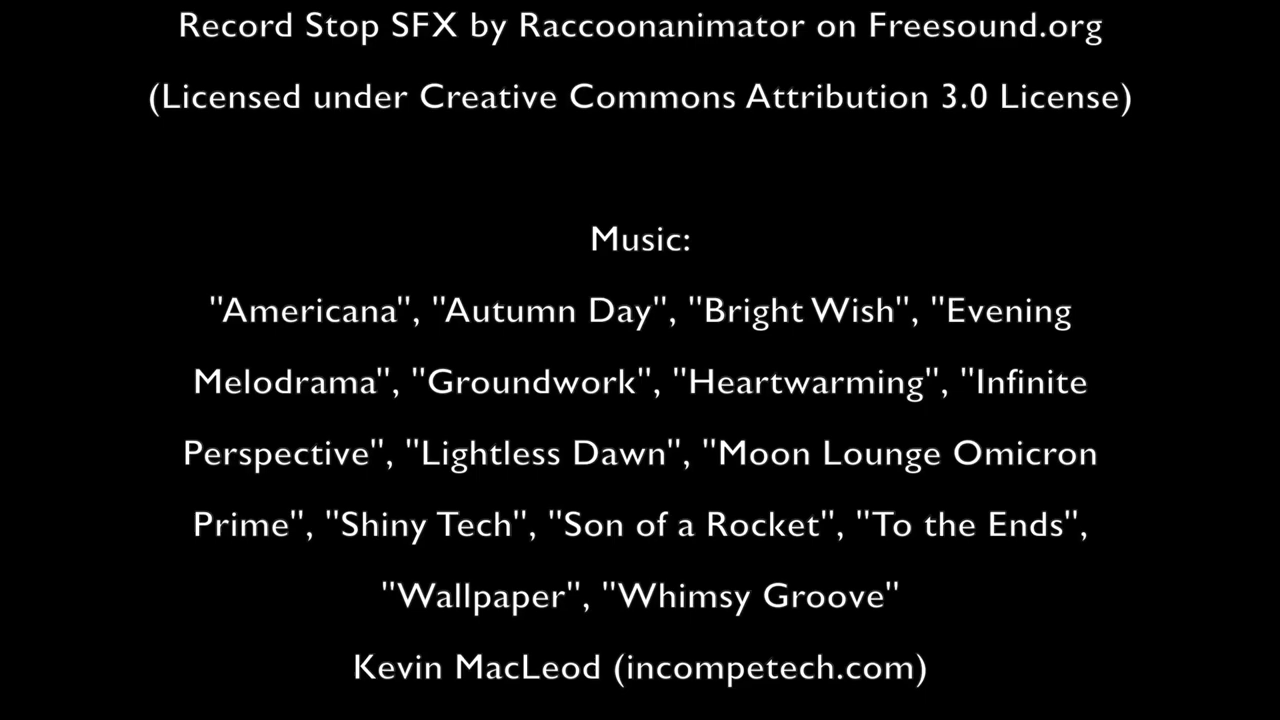 Record Stop SFX by Raccoonanimator on Freesound.org
(Licensed under Creative Commons Attribution 3.0 License)
Music:
"Americana", "Autumn Day", "Bright Wish", "Evening
Melodrama", "Groundwork", "Heartwarming", "Infinite
Perspective", "Lightless Dawn", "Moon Lounge Omicron
Prime", "Shiny Tech", "Son of a Rocket", "To the Ends",
"Wallpaper", "Whimsy Groove"
Kevin MacLeod (incompetech.com)